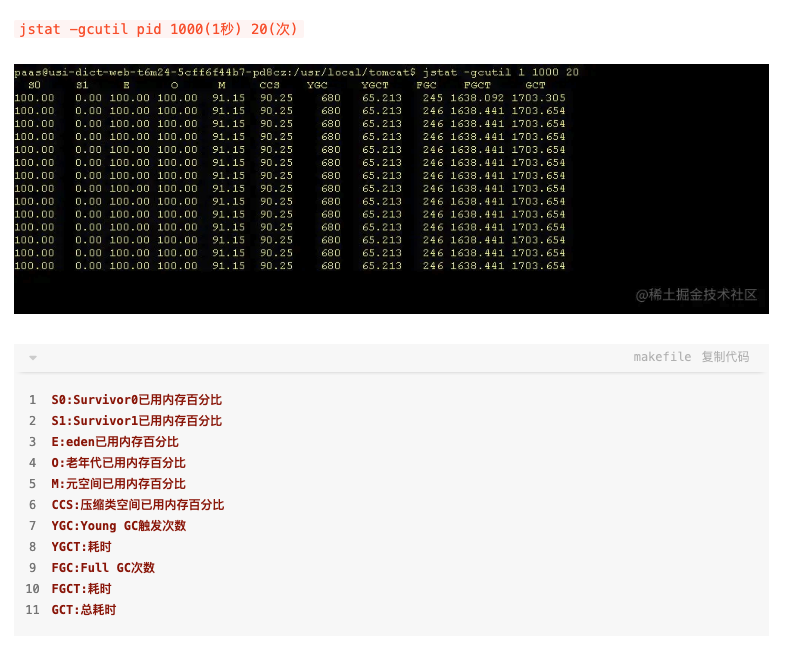 jstat -gcutil pid 1000(1秒) 20(次)
paas@usi-dict-web-t6m24-5cff6f44b7-pd8cz:/usr/local/tomcat$ jstat -gcutil 1 1000 20
S0 S1 E O M CCS YGC YGCT FGC FGCT GCT
100.00 0.00 100.00 100.00 91.15 90.25 680 65.213 245 1638.092 1703.305
100.00 0.00 100.00 100.00 91.15 90.25 680 65.213 246 1638.441 1703.654
100.00 0.00 100.00 100.00 91.15 90.25 680 65.213 246 1638.441 1703.654
100.00 0.00 100.00 100.00 91.15 90.25 680 65.213 246 1638.441 1703.654
100.00 0.00 100.00 100.00 91.15 90.25 680 65.213 246 1638.441 1703.654
100.00 0.00 100.00 100.00 91.15 90.25 680 65.213 246 1638.441 1703.654
100.00 0.00 100.00 100.00 91.15 90.25 680 65.213 246 1638.441 1703.654
100.00 0.00 100.00 100.00 91.15 90.25 680 65.213 246 1638.441 1703.654
100.00 0.00 100.00 100.00 91.15 90.25 680 65.213 246 1638.441 1703.654
100.00 0.00 100.00 100.00 91.15 90.25 680 65.213 246 1638.441 1703.654
100.00 0.00 100.00 100.00 91.15 90.25 680 65.213 246 1638.441 1703.654
100.00 0.00 100.00 100.00 91.15 90.25 680 65.213 246 1638.441 1703.654
100.00 0.00 100.00 100.00 91.15 90.25 680 65.213 246 1638.441 1703.654
100.00 0.00 100.00 100.00 91.15 90.25 680 65.213 246 1638.441 1703.654
@稀土掘金技术社区
makefile 复制代码
1 S0:Survivor0已用内存百分比
2 S1:Survivor1已用内存百分比
3 E:eden已用内存百分比
4 O:老年代已用内存百分比
5 M:元空间已用内存百分比
6 CCS:压缩类空间已用内存百分比
7 YGC:Young GC触发次数
8 YGCT:耗时
9 FGC:Full GC次数
10 FGCT:耗时
11 GCT:总耗时